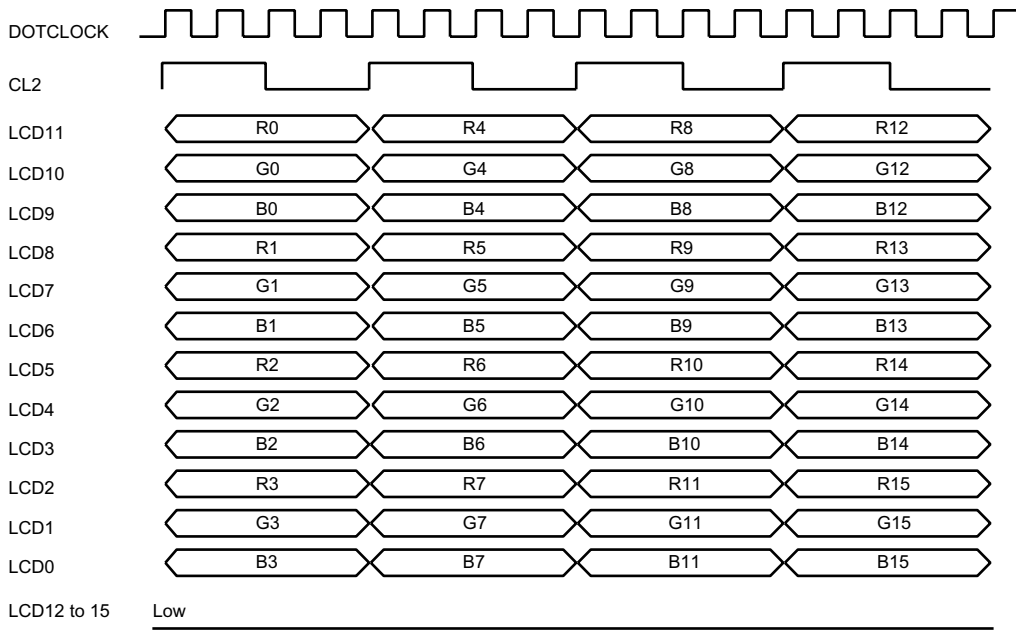 DOTCLOCK
CL2
LCD11 R0 R4 R8 R12
LCD10 G0 G4 G8 G12
LCD9 B0 B4 B8 B12
LCD8 R1 R5 R9 R13
LCD7 G1 G5 G9 G13
LCD6 B1 B5 B9 B13
LCD5 R2 R6 R10 R14
LCD4 G2 G6 G10 G14
LCD3 B2 B6 B10 B14
LCD2 R3 R7 R11 R15
LCD1 G3 G7 G11 G15
LCD0 B3 B7 B11 B15
LCD12 to 15 Low